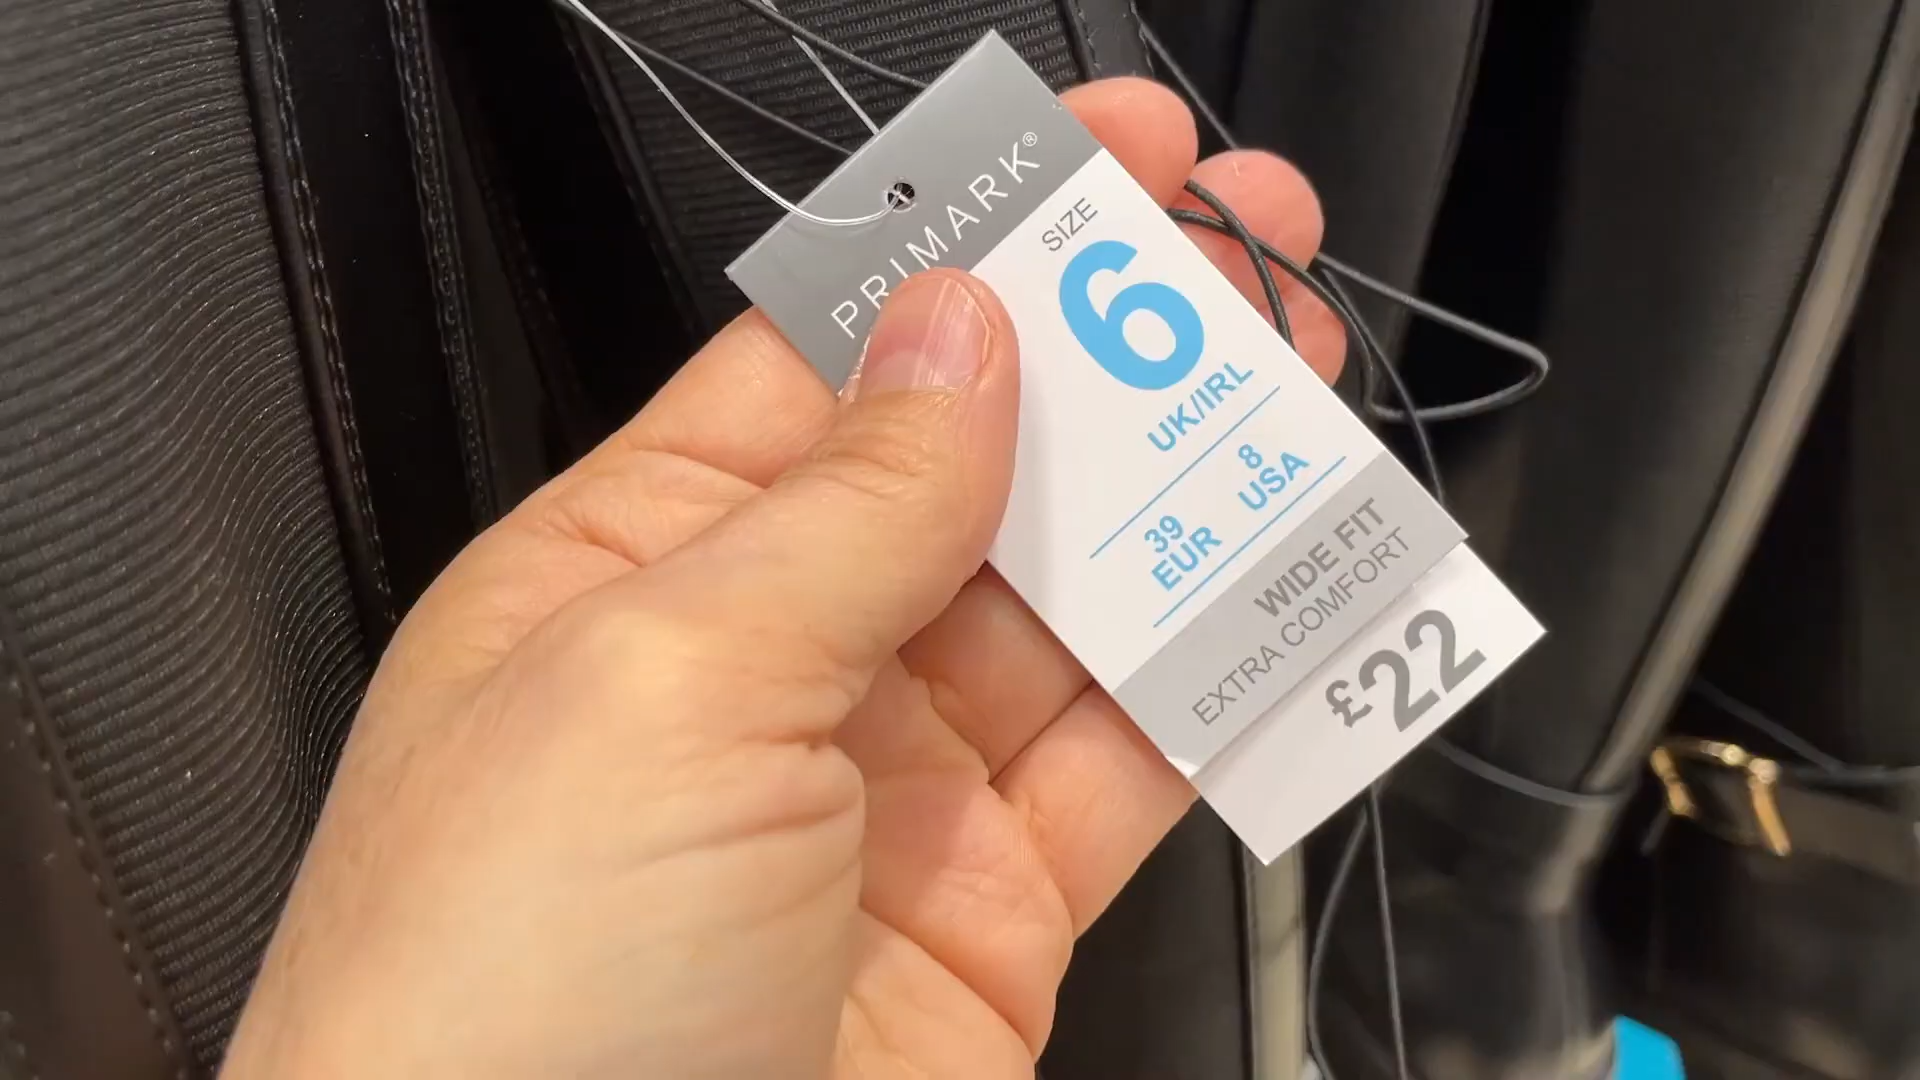 PRIMARK®
SIZE
6
UK/IRL
39 8
EUR USA
WIDE FIT
EXTRA COMFORT
£22